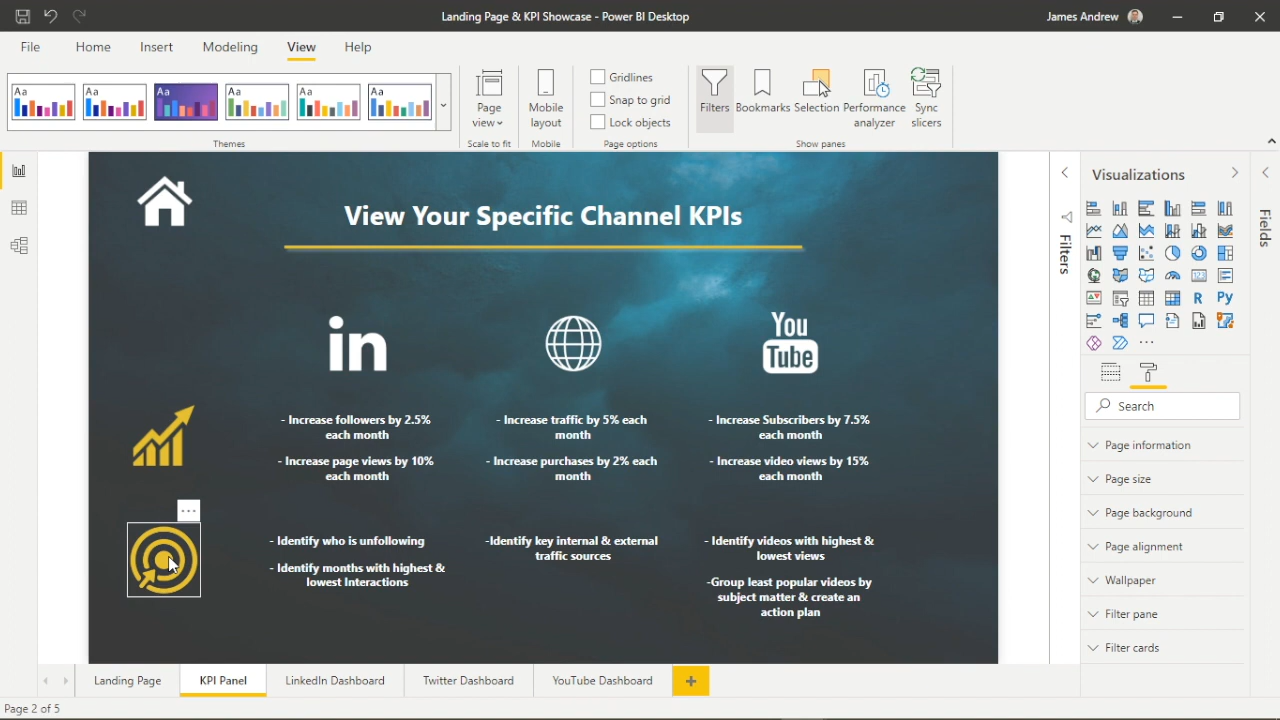 Landing Page & KPI Showcase - Power BI Desktop
James Andrew
File
Home
Insert
Modeling
View
Help
Aa
Aa
Aa
Aa
Aa
Aa
Themes
Page
view
Scale to fit
Mobile
layout
Mobile
Gridlines
Snap to grid
Lock objects
Page options
Filters
Bookmarks
Selection
Performance
analyzer
Sync
slicers
Show panes
View Your Specific Channel KPIs
in
You
Tube
- Increase followers by 2.5%
each month
- Increase page views by 10%
each month
- Increase traffic by 5% each
month
- Increase purchases by 2% each
month
- Increase Subscribers by 7.5%
each month
- Increase video views by 15%
each month
- Identify who is unfollowing
- Identify months with highest &
lowest Interactions
-Identify key internal & external
traffic sources
- Identify videos with highest &
lowest views
-Group least popular videos by
subject matter & create an
action plan
Filters
Visualizations
R
Py
Search
Page information
Page size
Page background
Page alignment
Wallpaper
Filter pane
Filter cards
Fields
Landing Page
KPI Panel
LinkedIn Dashboard
Twitter Dashboard
YouTube Dashboard
Page 2 of 5